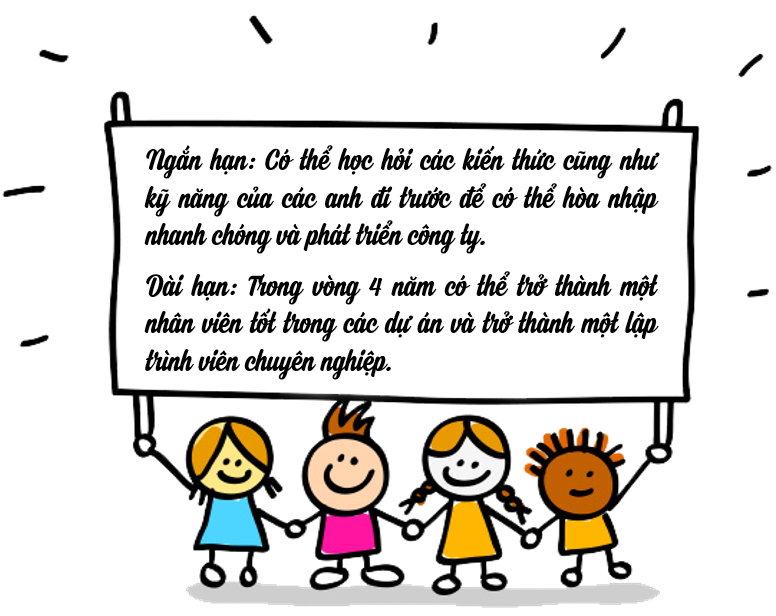 Ngắn hạn: Có thể học hỏi các kiến thức cũng như
kỹ năng của các anh đi trước để có thể hòa nhập
nhanh chóng và phát triển công ty.
Dài hạn: Trong vòng 4 năm có thể trở thành một
nhân viên tốt trong các dự án và trở thành một lập
trình viên chuyên nghiệp.